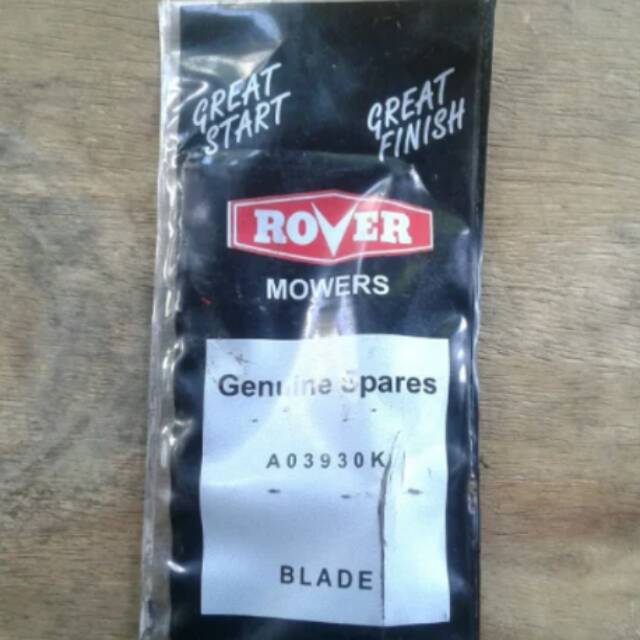 GREAT
START
GREAT
FINISH
ROVER
MOWERS
Genuine Spares
A03930K
BLADE